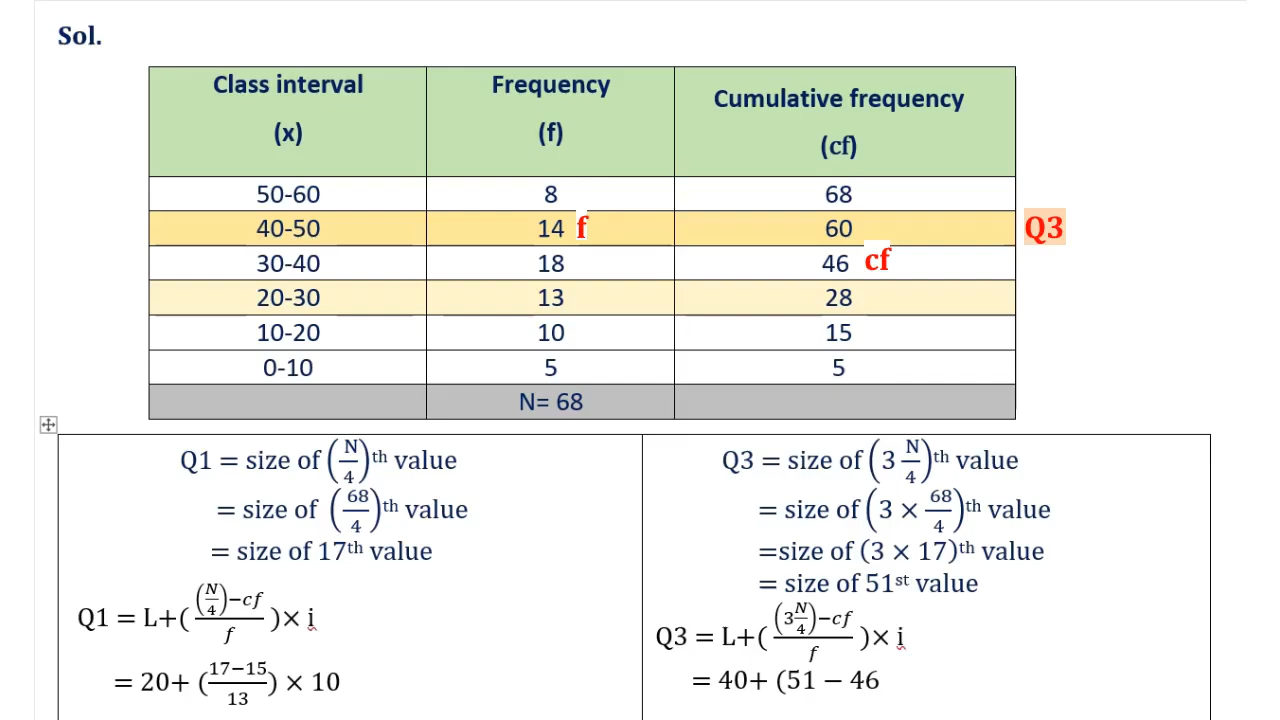 Sol.
Class interval (x) Frequency (f) Cumulative frequency (cf)
50-60 8 68
40-50 14 f 60 Q3
30-40 18 46 cf
20-30 13 28
10-20 10 15
0-10 5 5
N= 68
Q1 = size of (N/4)th value
= size of (68/4)th value
= size of 17th value
Q1 = L+( ((N/4)−cf)/f )× i
= 20+ ((17−15)/13) × 10
Q3 = size of (3 N/4)th value
= size of (3 × 68/4)th value
=size of (3 × 17)th value
= size of 51st value
Q3 = L+( ((3N/4)−cf)/f )× i
= 40+ (51 − 46